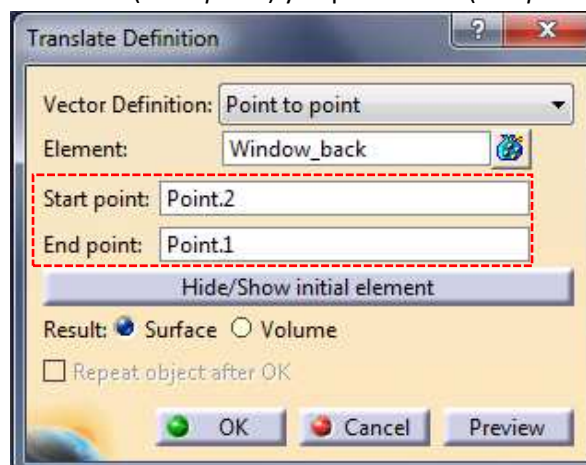 Translate Definition
? X
Vector Definition: Point to point
Element: Window_back
Start point: Point.2
End point: Point.1
Hide/Show initial element
Result: Surface Volume
Repeat object after OK
OK Cancel Preview